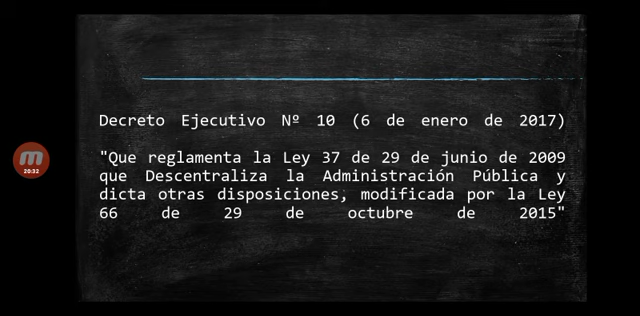 Decreto Ejecutivo Nº 10 (6 de enero de 2017)
"Que reglamenta la Ley 37 de 29 de junio de 2009
que Descentraliza la Administración Pública y
dicta otras disposiciones, modificada por la Ley
66 de 29 de octubre de 2015"
20:32